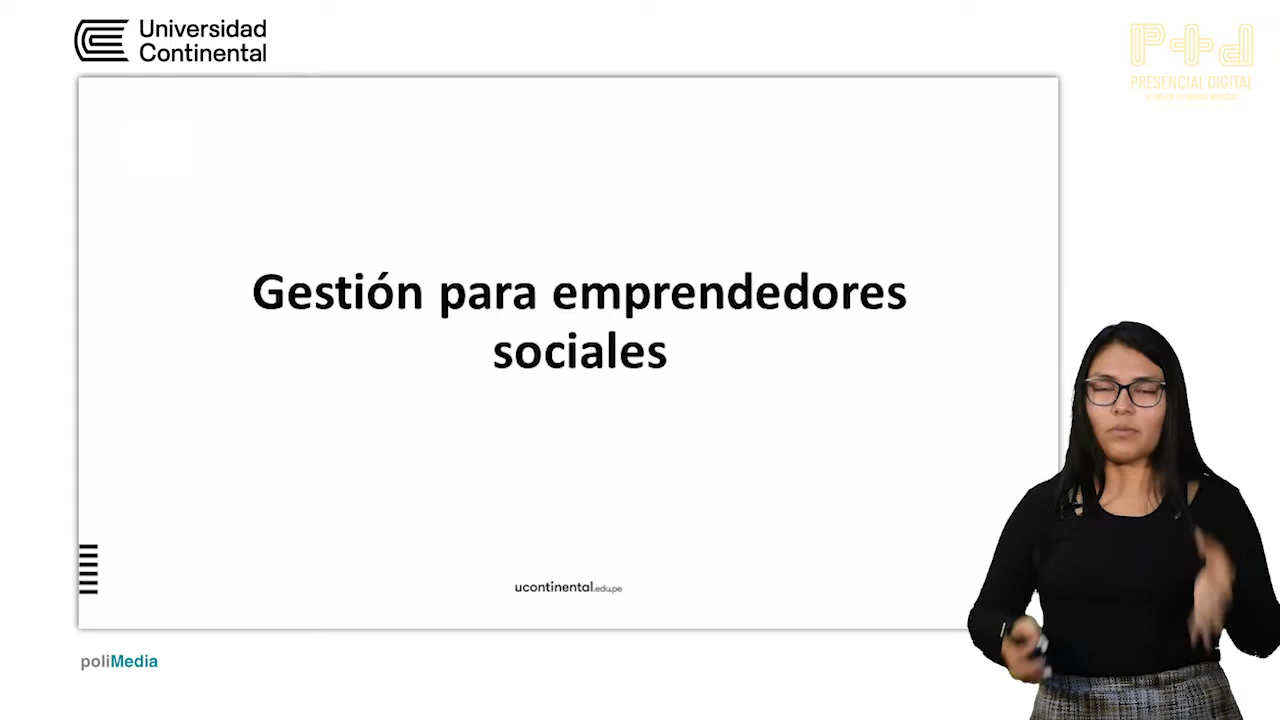 Universidad
Continental
P+d
PRESENCIAL DIGITAL
Gestión para emprendedores
sociales
ucontinental.edu.pe
poliMedia